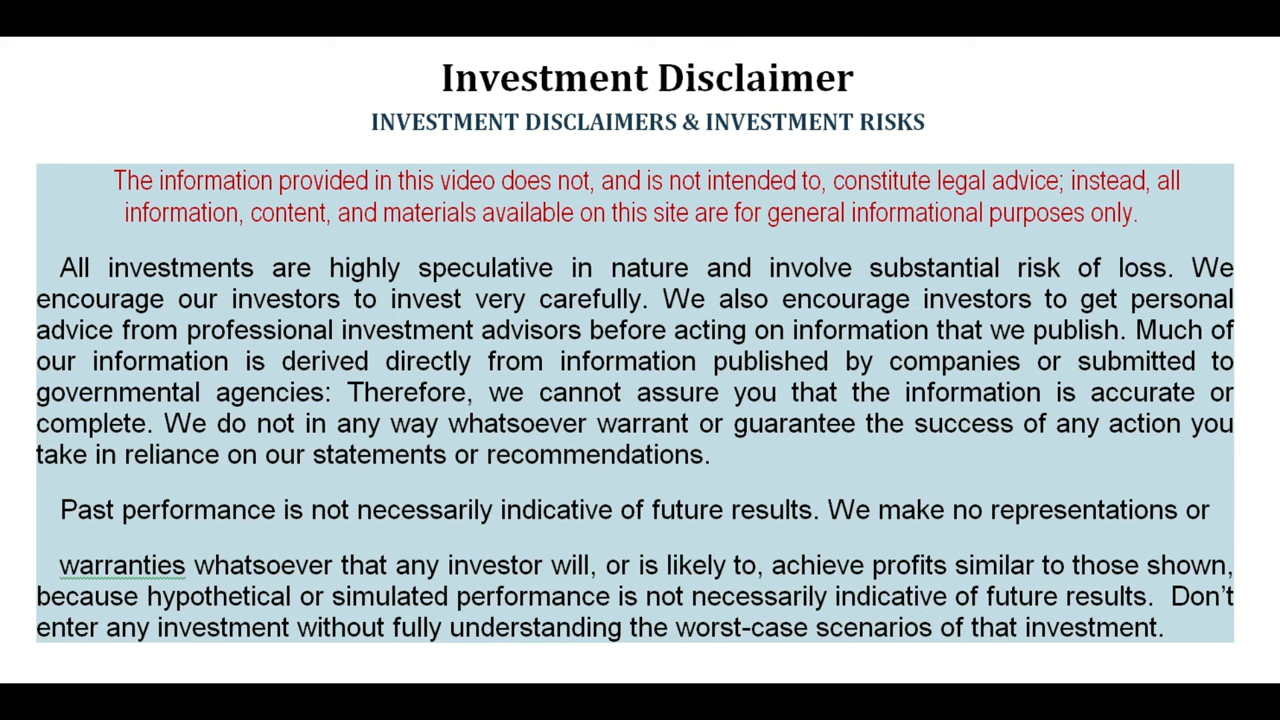 Investment Disclaimer
INVESTMENT DISCLAIMERS & INVESTMENT RISKS
The information provided in this video does not, and is not intended to, constitute legal advice; instead, all
information, content, and materials available on this site are for general informational purposes only.
All investments are highly speculative in nature and involve substantial risk of loss. We
encourage our investors to invest very carefully. We also encourage investors to get personal
advice from professional investment advisors before acting on information that we publish. Much of
our information is derived directly from information published by companies or submitted to
governmental agencies: Therefore, we cannot assure you that the information is accurate or
complete. We do not in any way whatsoever warrant or guarantee the success of any action you
take in reliance on our statements or recommendations.
Past performance is not necessarily indicative of future results. We make no representations or
warranties whatsoever that any investor will, or is likely to, achieve profits similar to those shown,
because hypothetical or simulated performance is not necessarily indicative of future results.  Don’t
enter any investment without fully understanding the worst-case scenarios of that investment.